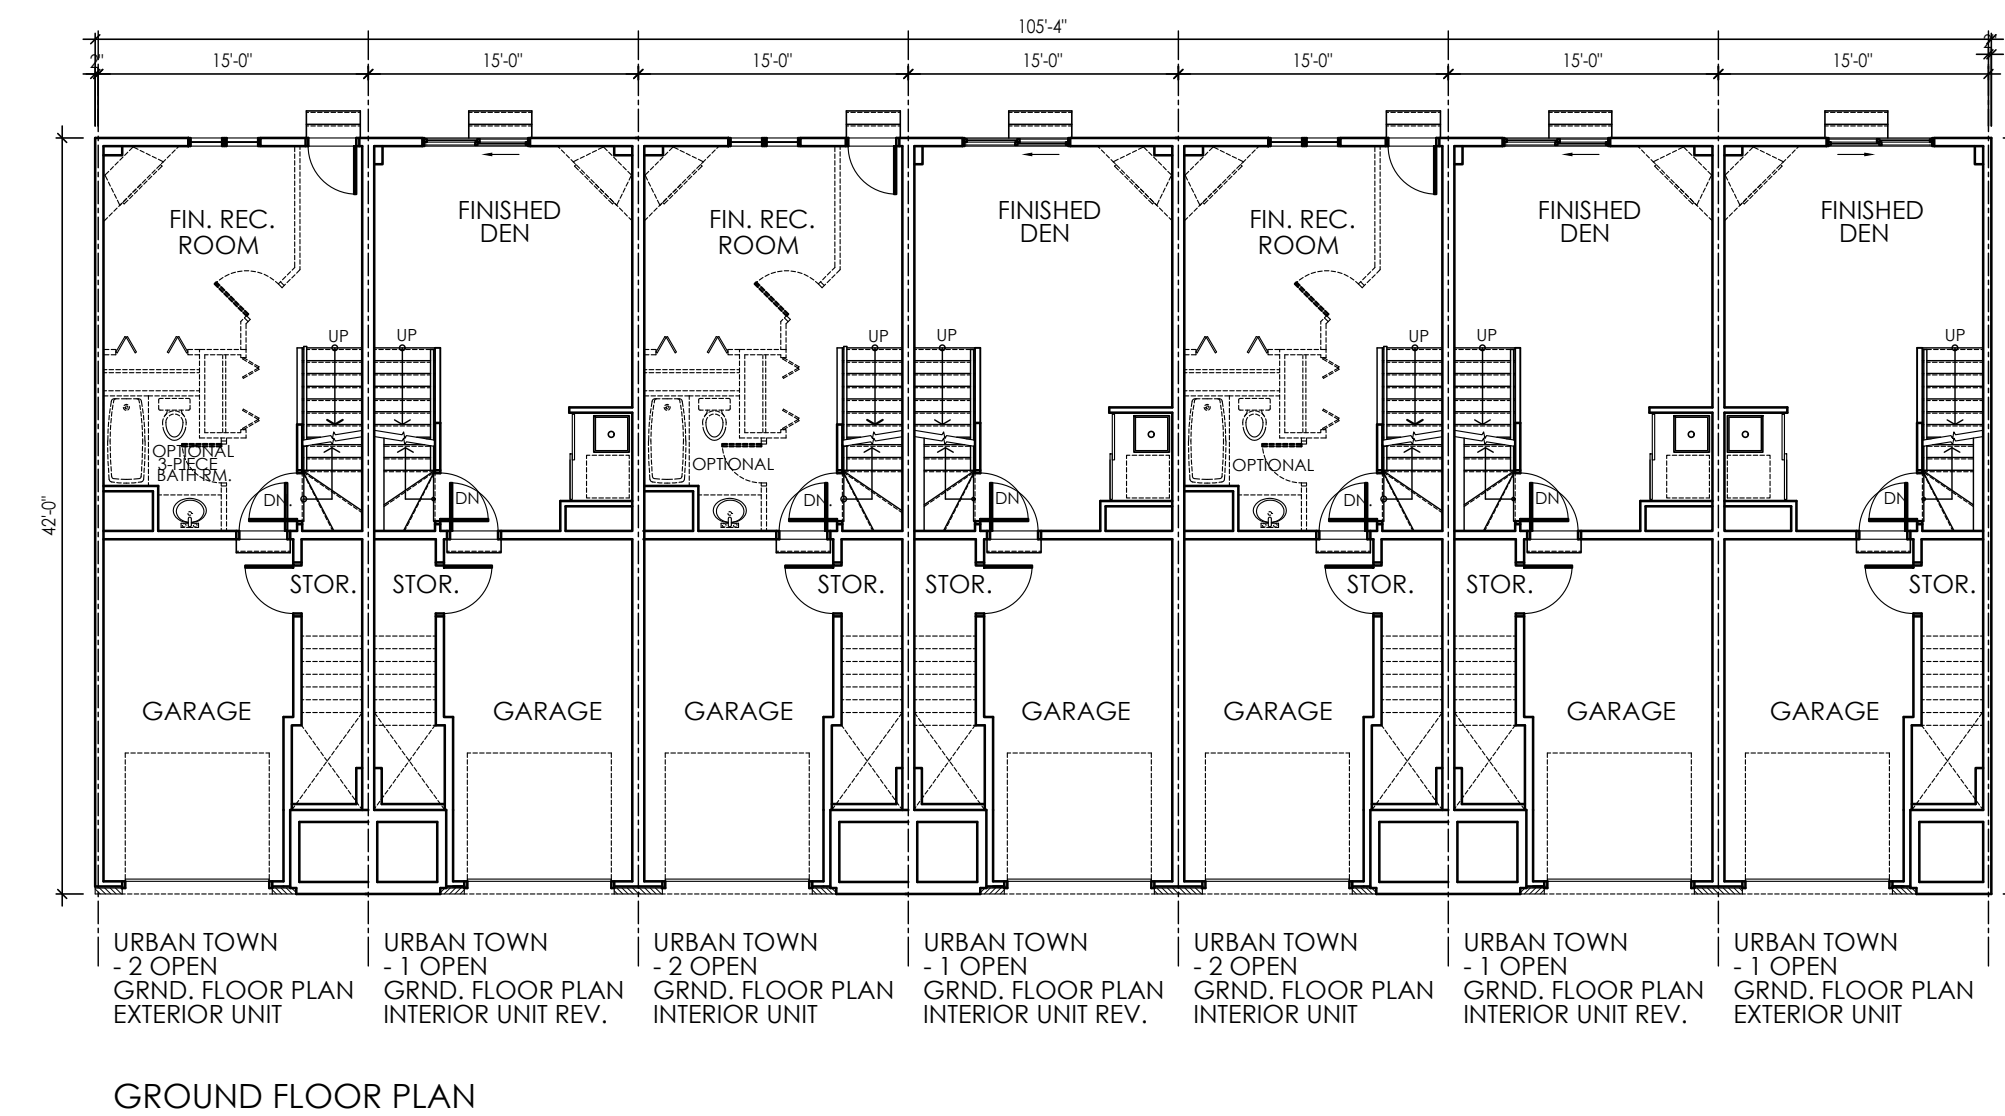 105'-4"
2"
15'-0"
15'-0"
15'-0"
15'-0"
15'-0"
15'-0"
15'-0"
2"
42'-0"
FIN. REC.
ROOM
FINISHED
DEN
FIN. REC.
ROOM
FINISHED
DEN
FIN. REC.
ROOM
FINISHED
DEN
FINISHED
DEN
UP
UP
UP
UP
UP
UP
UP
OPTIONAL
3-PIECE
BATH RM.
OPTIONAL
OPTIONAL
DN.
DN
DN.
DN
DN.
DN
DN
STOR.
STOR.
STOR.
STOR.
STOR.
STOR.
STOR.
GARAGE
GARAGE
GARAGE
GARAGE
GARAGE
GARAGE
GARAGE
URBAN TOWN
- 2 OPEN
GRND. FLOOR PLAN
EXTERIOR UNIT
URBAN TOWN
- 1 OPEN
GRND. FLOOR PLAN
INTERIOR UNIT REV.
URBAN TOWN
- 2 OPEN
GRND. FLOOR PLAN
INTERIOR UNIT
URBAN TOWN
- 1 OPEN
GRND. FLOOR PLAN
INTERIOR UNIT REV.
URBAN TOWN
- 2 OPEN
GRND. FLOOR PLAN
INTERIOR UNIT
URBAN TOWN
- 1 OPEN
GRND. FLOOR PLAN
INTERIOR UNIT REV.
URBAN TOWN
- 1 OPEN
GRND. FLOOR PLAN
EXTERIOR UNIT
GROUND FLOOR PLAN